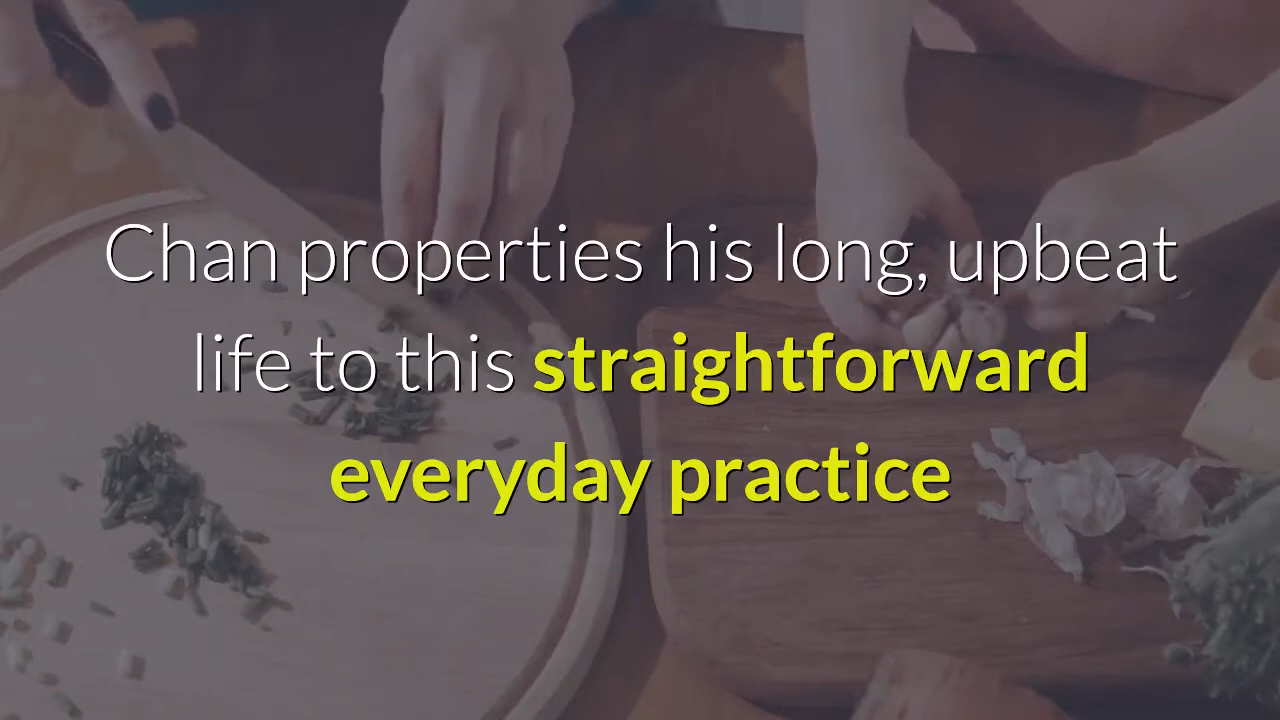 Chan properties his long, upbeat
life to this straightforward
everyday practice